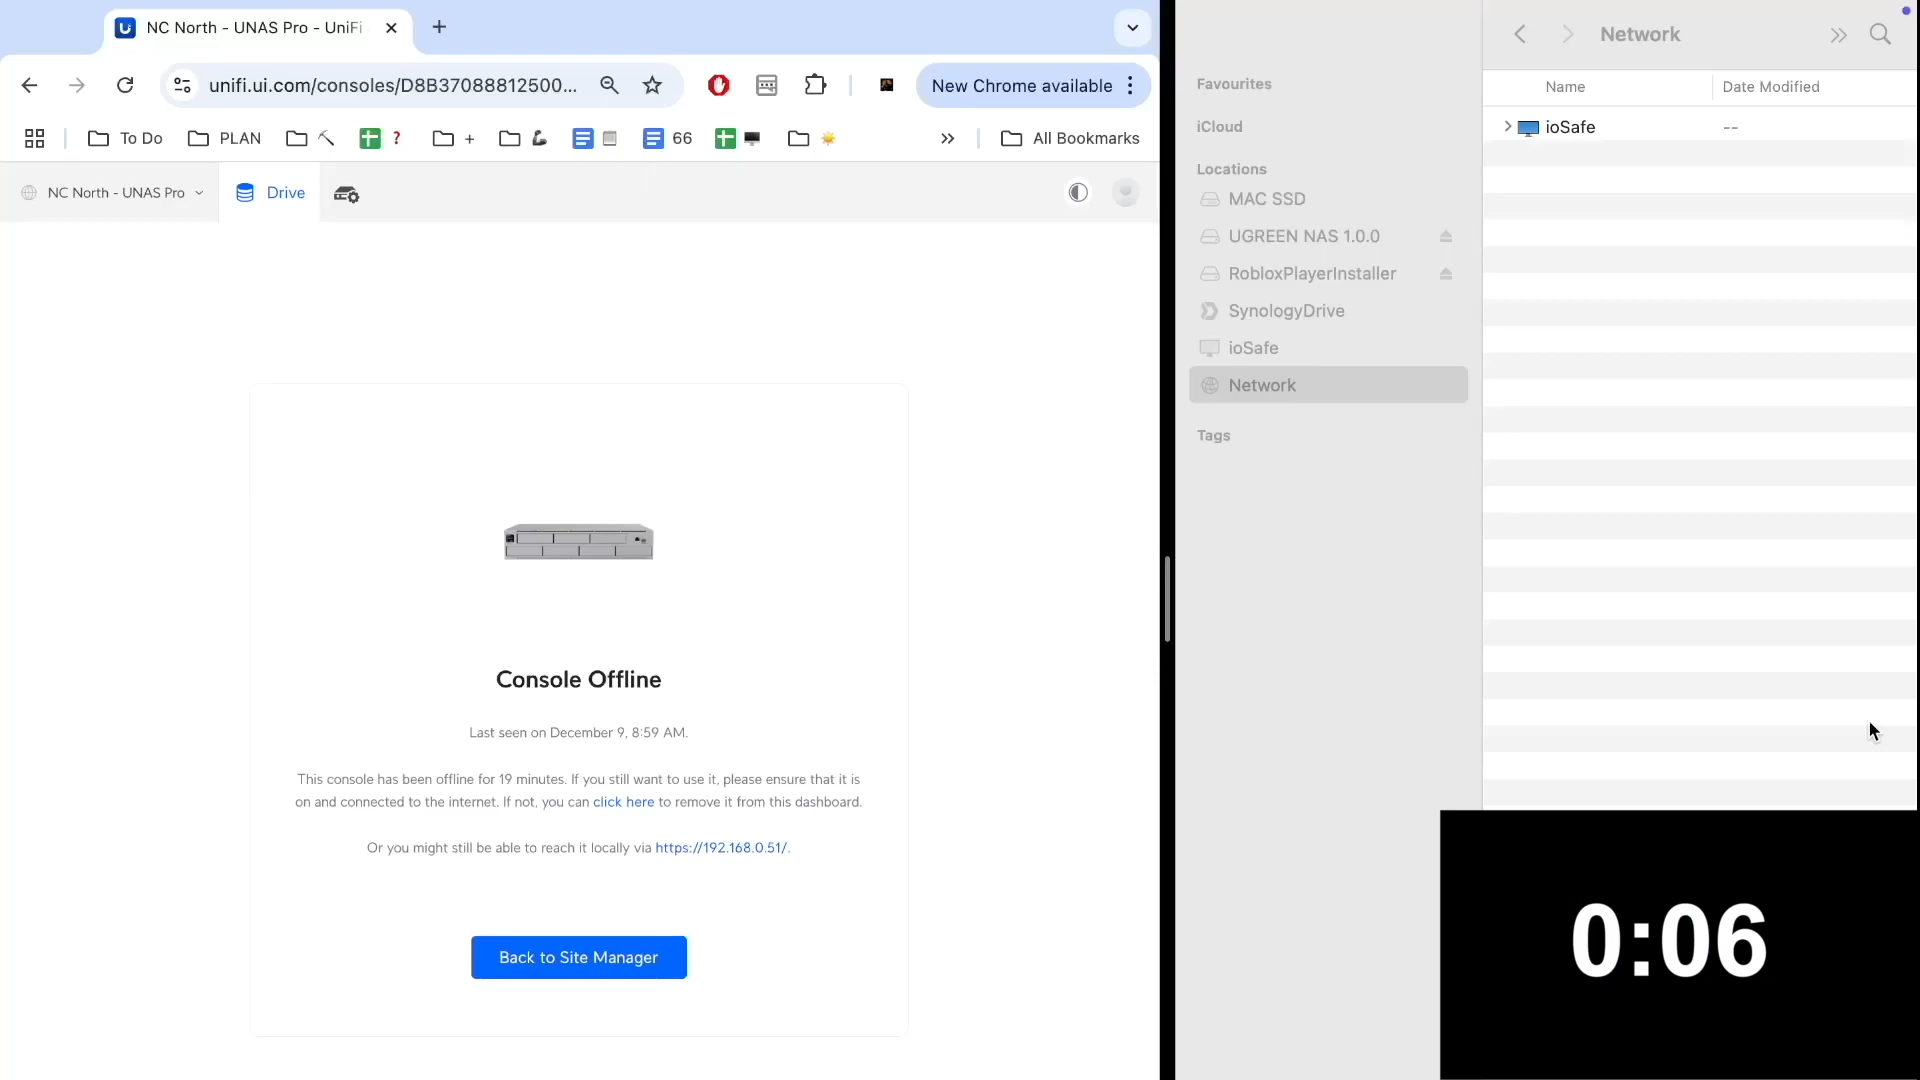 NC North - UNAS Pro - UniFi
unifi.ui.com/consoles/D8B37088812500...
New Chrome available
To Do
PLAN
?
+
66
All Bookmarks
NC North - UNAS Pro
Drive
Console Offline
Last seen on December 9, 8:59 AM.
This console has been offline for 19 minutes. If you still want to use it, please ensure that it is
on and connected to the internet. If not, you can click here to remove it from this dashboard.
Or you might still be able to reach it locally via https://192.168.0.51/.
Back to Site Manager
Favourites
iCloud
Locations
MAC SSD
UGREEN NAS 1.0.0
RobloxPlayerInstaller
SynologyDrive
ioSafe
Network
Tags
Network
Name
Date Modified
ioSafe
--
0:06